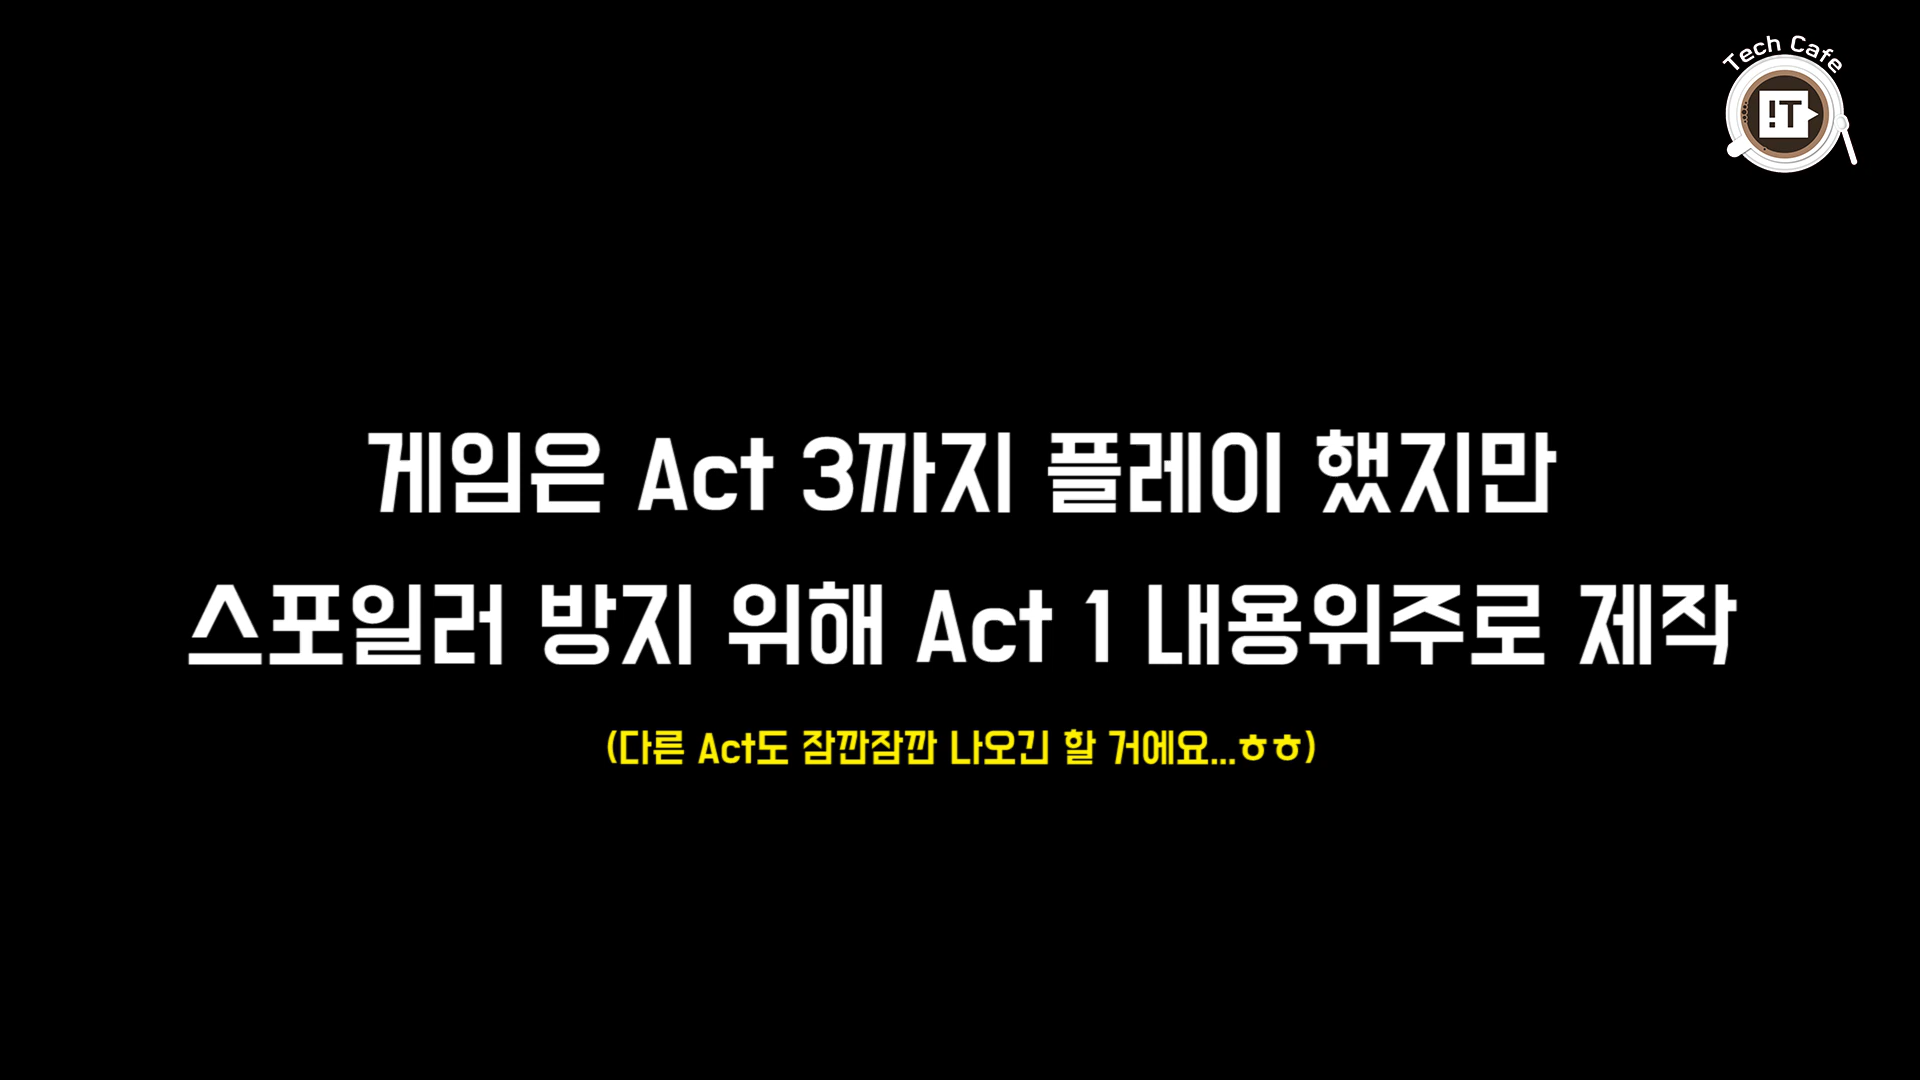 Tech Cafe
!T
게임은 Act 3까지 플레이 했지만
스포일러 방지 위해 Act 1 내용위주로 제작
(다른 Act도 잠깐잠깐 나오긴 할 거에요...ㅎㅎ)